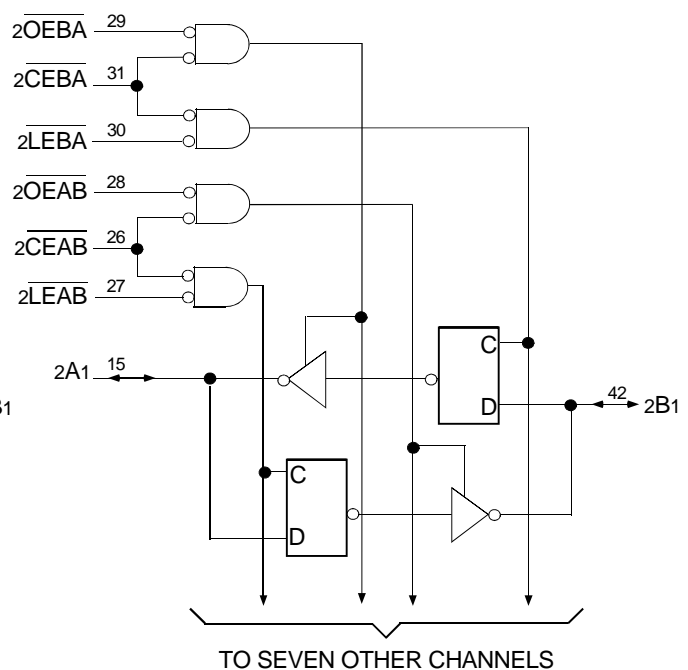 2OEBA 29
2CEBA 31
2LEBA 30
2OEAB 28
2CEAB 26
2LEAB 27
C
2A1 15
D
42 2B1
C
D
TO SEVEN OTHER CHANNELS